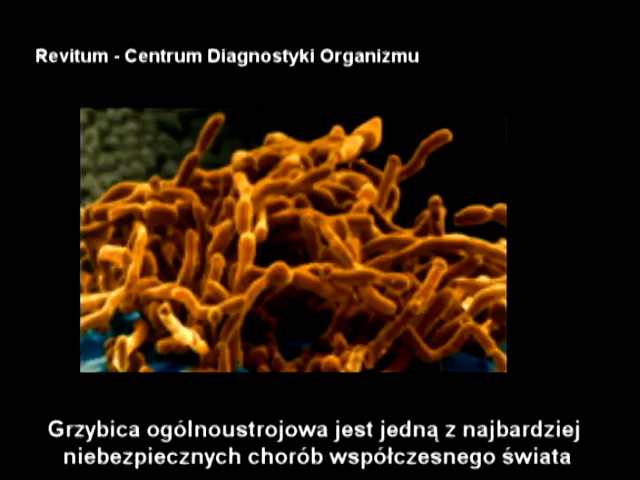 Revitum - Centrum Diagnostyki Organizmu
Grzybica ogólnoustrojowa jest jedną z najbardziej
niebezpiecznych chorób współczesnego świata